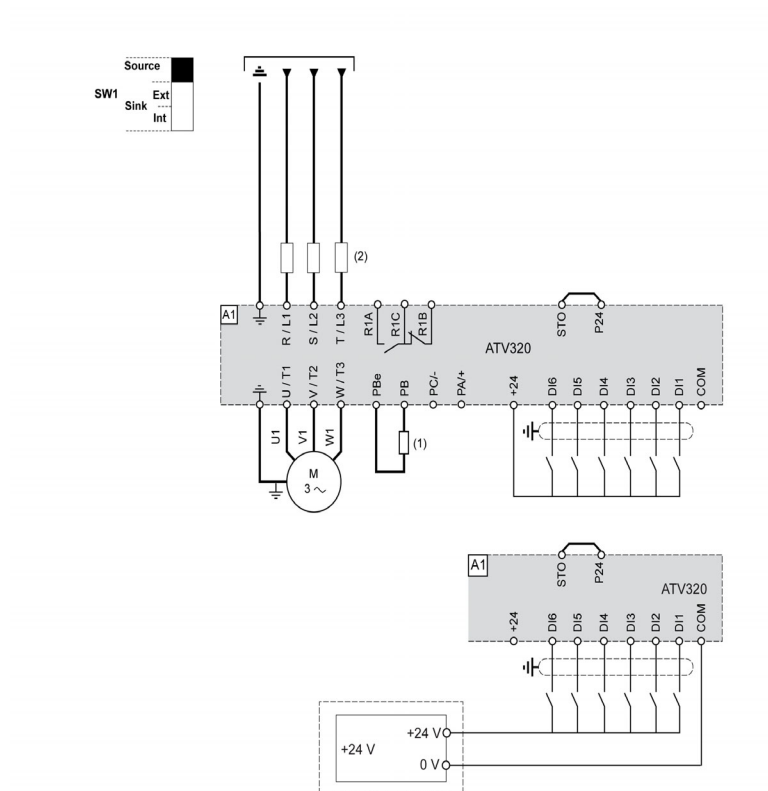 Source
SW1
Ext
Sink
Int
(2)
A1
R / L1
S / L2
T / L3
R1A
R1C
R1B
STO
P24
ATV320
U / T1
V / T2
W / T3
PBe
PB
PC/-
PA/+
+24
DI6
DI5
DI4
DI3
DI2
DI1
COM
U1
V1
W1
(1)
M
3 ~
A1
STO
P24
ATV320
+24
DI6
DI5
DI4
DI3
DI2
DI1
COM
+24 V
+24 V
0 V